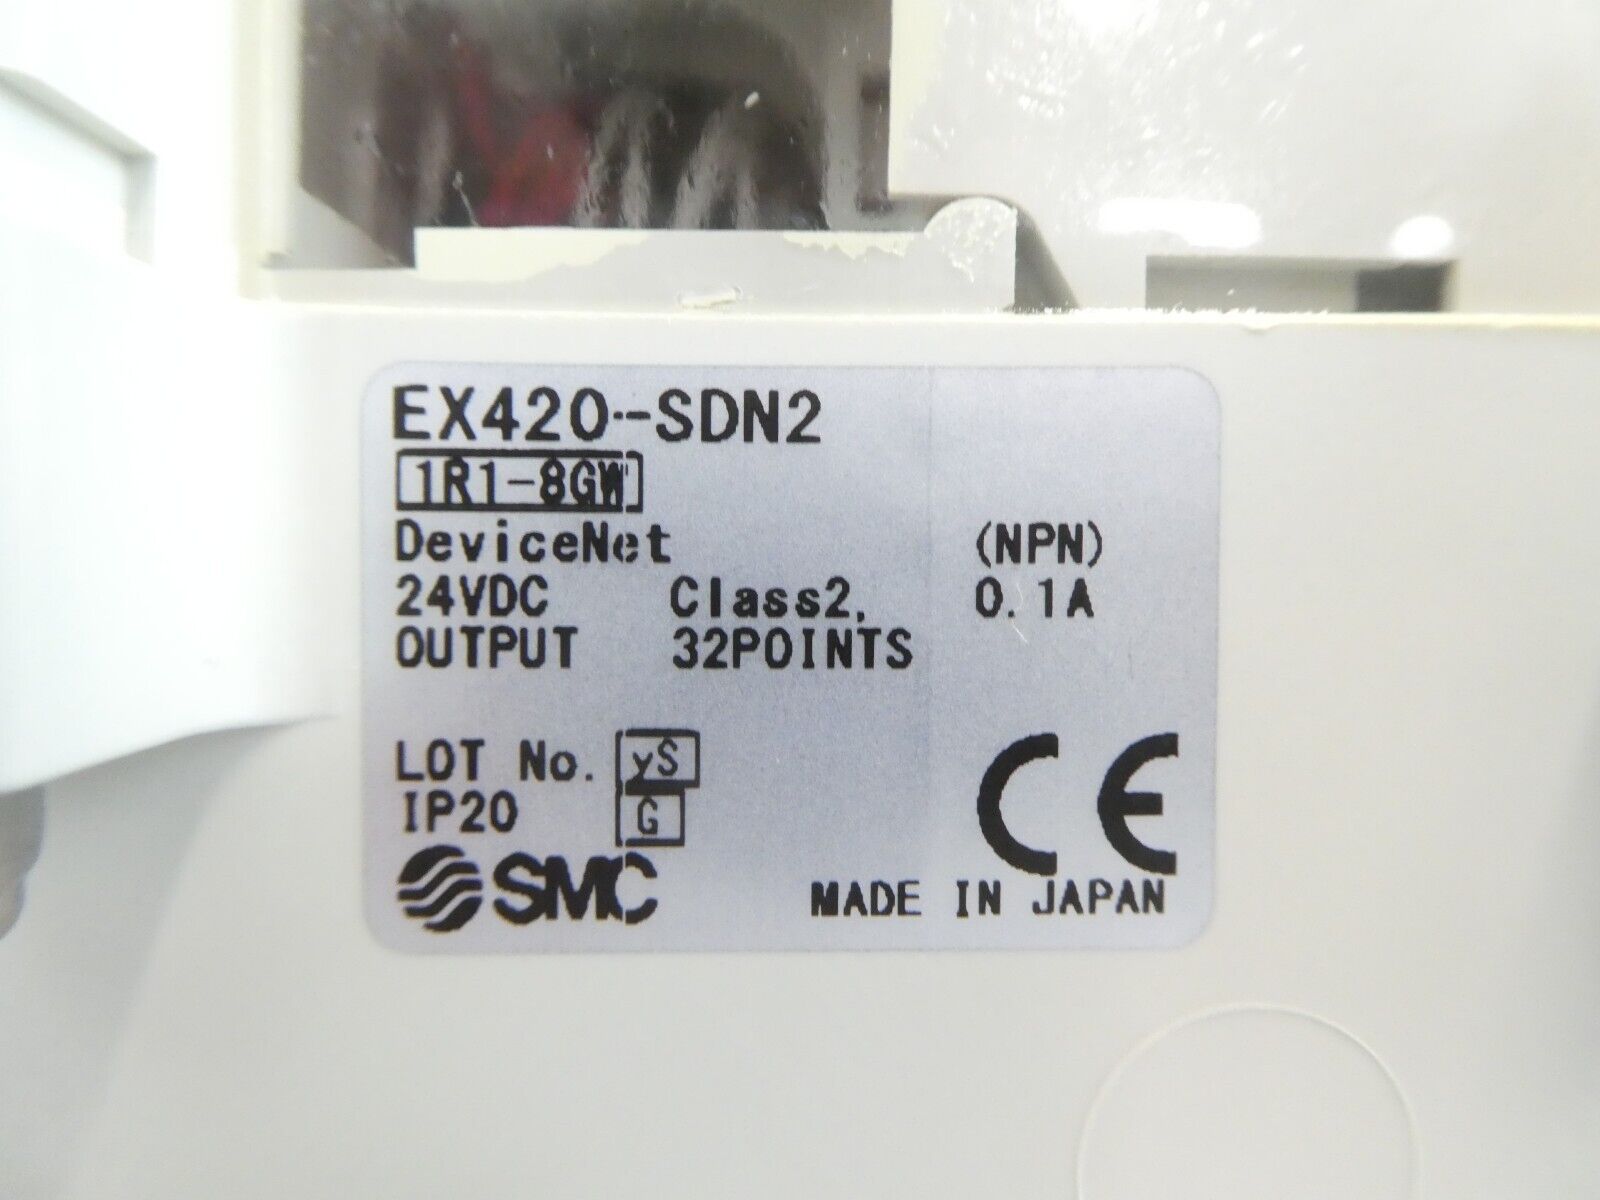 EX420-SDN2
1R1-8GW
DeviceNet (NPN)
24VDC Class2, 0.1A
OUTPUT 32POINTS
LOT No. yS
IP20 G
CE
SMC MADE IN JAPAN